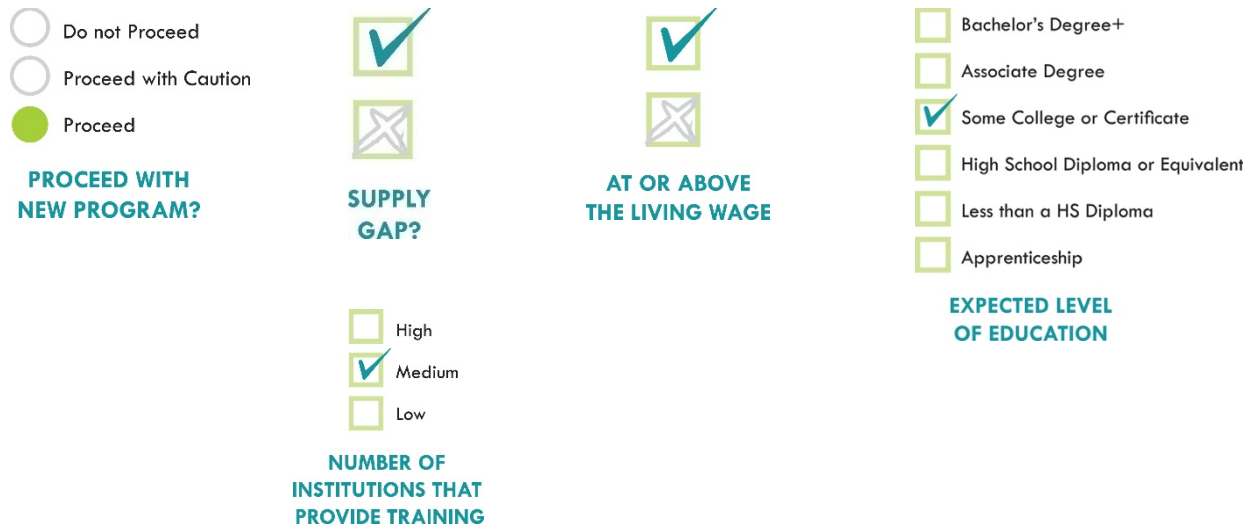 Do not Proceed
Proceed with Caution
Proceed
PROCEED WITH
NEW PROGRAM?
SUPPLY
GAP?
AT OR ABOVE
THE LIVING WAGE
Bachelor's Degree+
Associate Degree
Some College or Certificate
High School Diploma or Equivalent
Less than a HS Diploma
Apprenticeship
EXPECTED LEVEL
OF EDUCATION
High
Medium
Low
NUMBER OF
INSTITUTIONS THAT
PROVIDE TRAINING